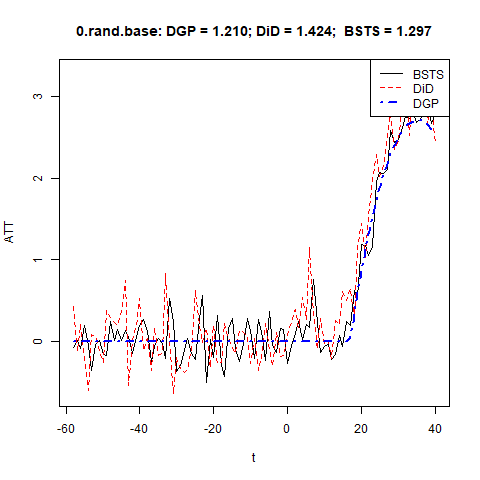 0.rand.base: DGP = 1.210; DiD = 1.424;  BSTS = 1.297
BSTS
DiD
DGP
3
2
1
0
ATT
-60
-40
-20
0
20
40
t